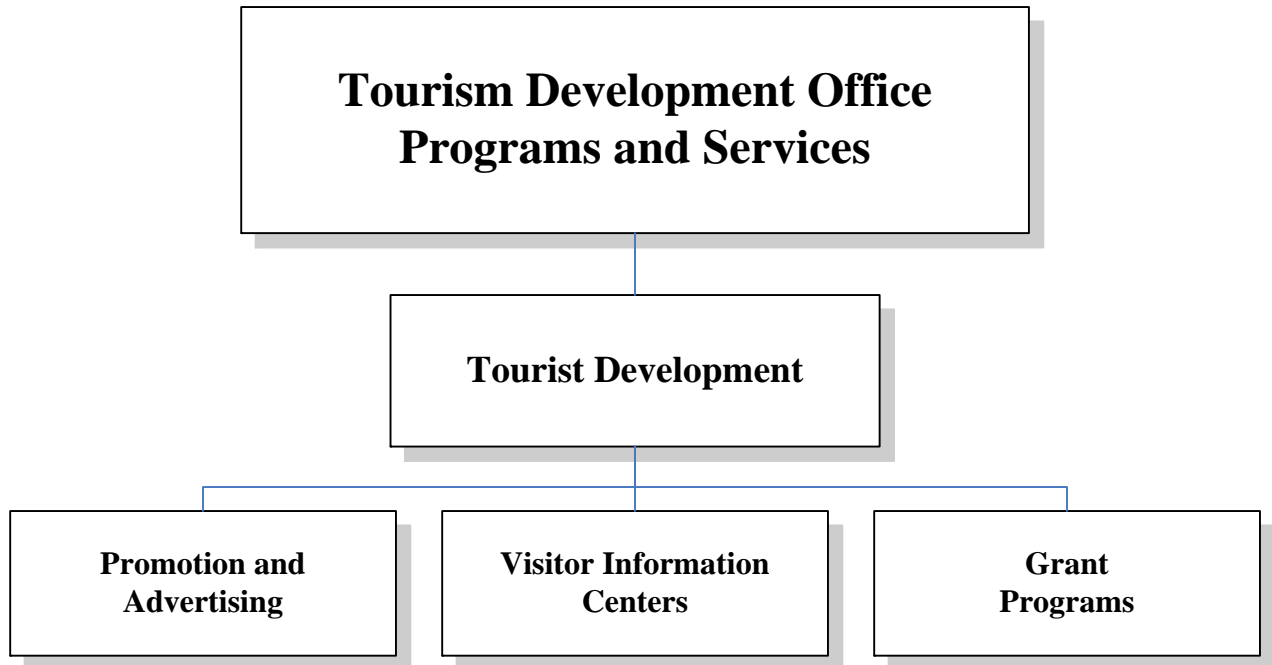 Tourism Development Office
Programs and Services
Tourist Development
Promotion and
Advertising
Visitor Information
Centers
Grant
Programs